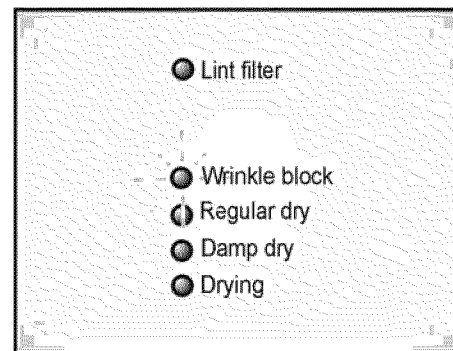 Lint filter
Wrinkle block
Regular dry
Damp dry
Drying